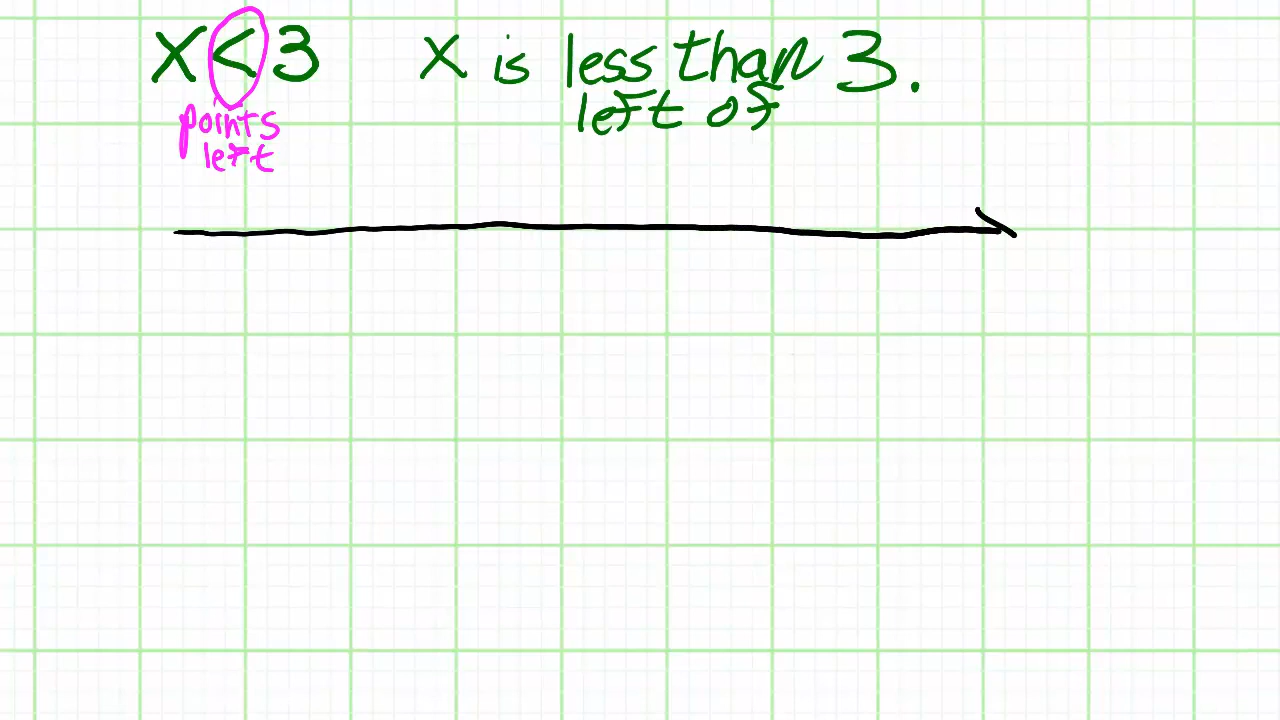 X < 3 X is less than 3.
left of
points
left